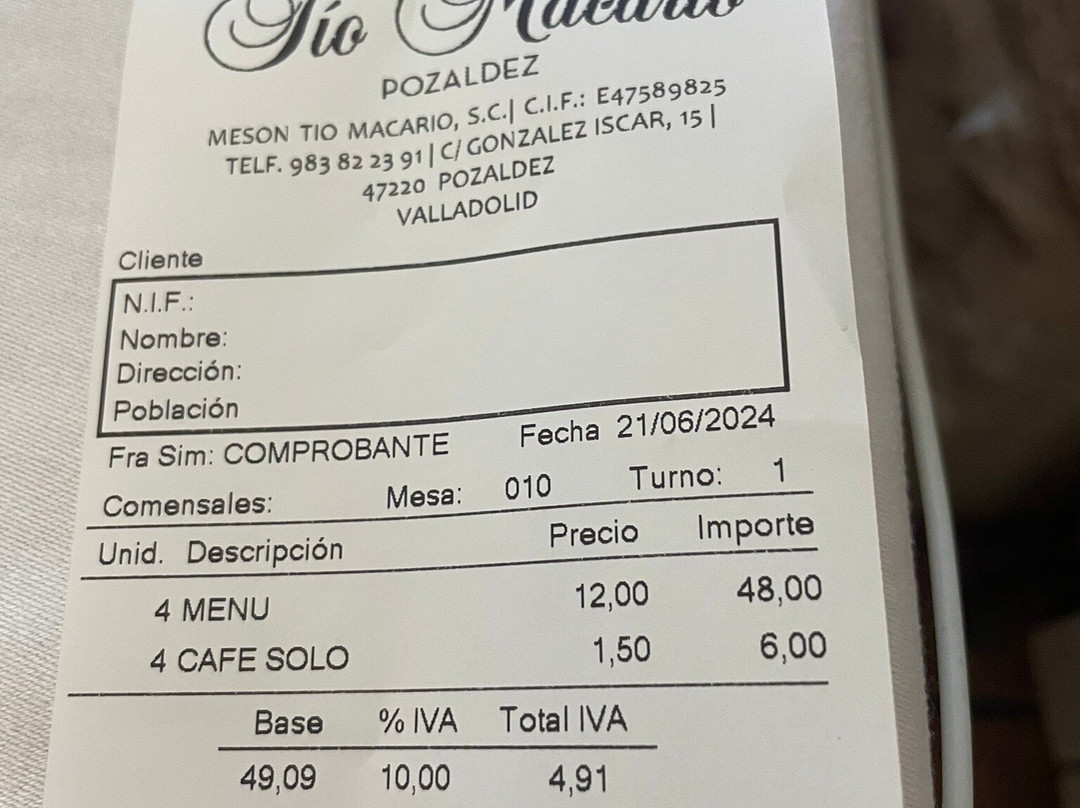 Tío Macario
POZALDEZ
MESON TIO MACARIO, S.C.| C.I.F.: E47589825
TELF. 983 82 23 91 | C/ GONZALEZ ISCAR, 15 |
47220 POZALDEZ
VALLADOLID
Cliente
N.I.F.:
Nombre:
Dirección:
Población
Fra Sim: COMPROBANTE Fecha 21/06/2024
Comensales: Mesa: 010 Turno: 1
Unid. Descripción Precio Importe
4 MENU 12,00 48,00
4 CAFE SOLO 1,50 6,00
Base % IVA Total IVA
49,09 10,00 4,91